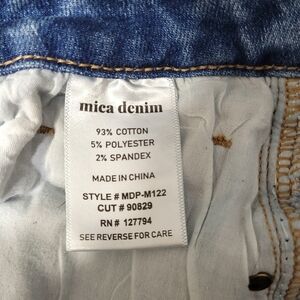 mica denim
93% COTTON
5% POLYESTER
2% SPANDEX
MADE IN CHINA
STYLE # MDP-M122
CUT # 90829
RN # 127794
SEE REVERSE FOR CARE